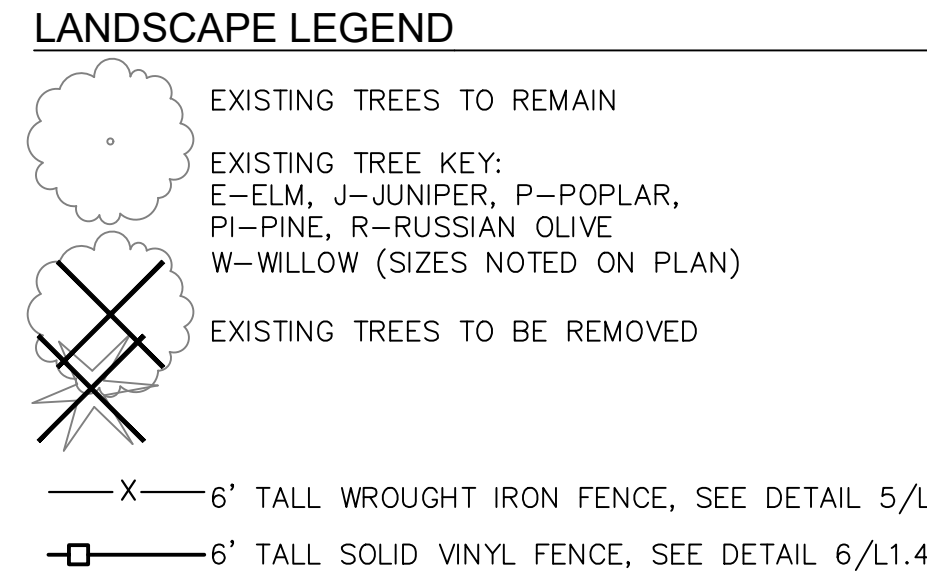 LANDSCAPE LEGEND
EXISTING TREES TO REMAIN
EXISTING TREE KEY:
E–ELM, J–JUNIPER, P–POPLAR,
PI–PINE, R–RUSSIAN OLIVE
W–WILLOW (SIZES NOTED ON PLAN)
EXISTING TREES TO BE REMOVED
X 6' TALL WROUGHT IRON FENCE, SEE DETAIL 5/L
6' TALL SOLID VINYL FENCE, SEE DETAIL 6/L1.4